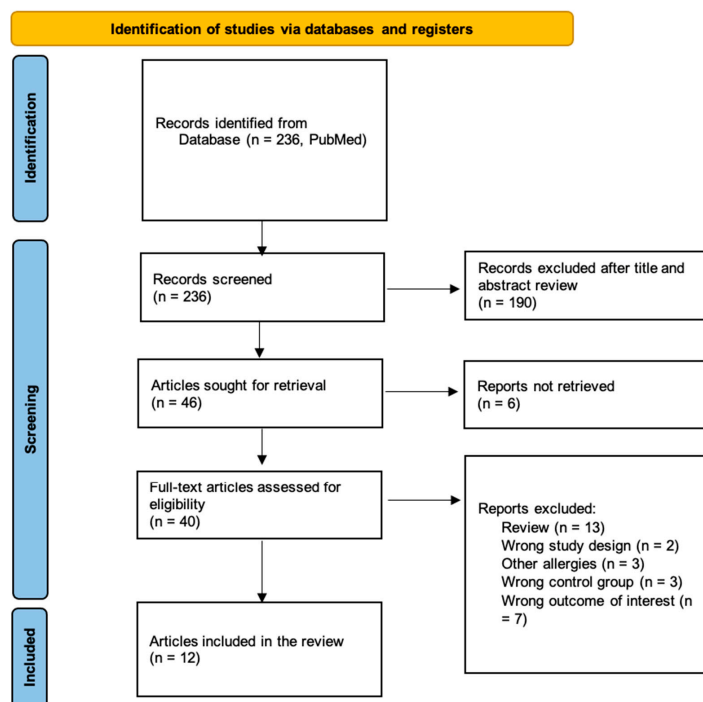 Identification of studies via databases and registers
Identification
Records identified from
Database (n = 236, PubMed)
Screening
Records screened
(n = 236)
Records excluded after title and
abstract review
(n = 190)
Articles sought for retrieval
(n = 46)
Reports not retrieved
(n = 6)
Full-text articles assessed for
eligibility
(n = 40)
Reports excluded:
Review (n = 13)
Wrong study design (n = 2)
Other allergies (n = 3)
Wrong control group (n = 3)
Wrong outcome of interest (n
= 7)
Included
Articles included in the review
(n = 12)